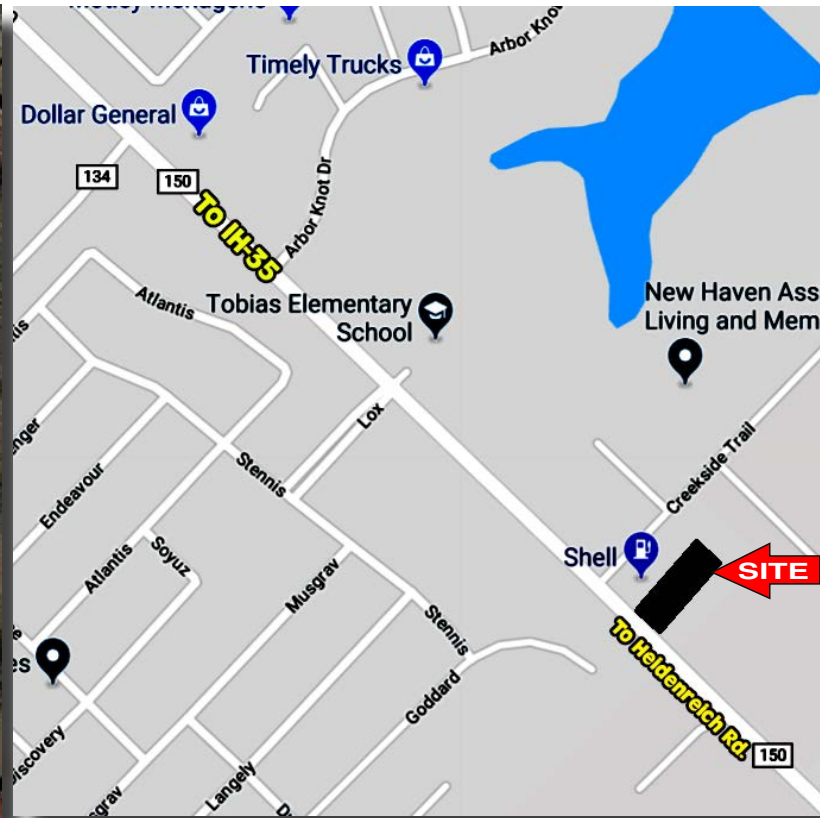 Timely Trucks
Arbor Kno
Dollar General
134
150
To IH-35
Arbor Knot Dr
Atlantis
Tobias Elementary
School
New Haven Ass
Living and Mem
Lox
Stennis
Endeavour
Creekside Trail
Shell
SITE
Atlantis
Soyuz
Musgrav
Stennis
To Heidenreich Rd.
Goddard
150
Langely